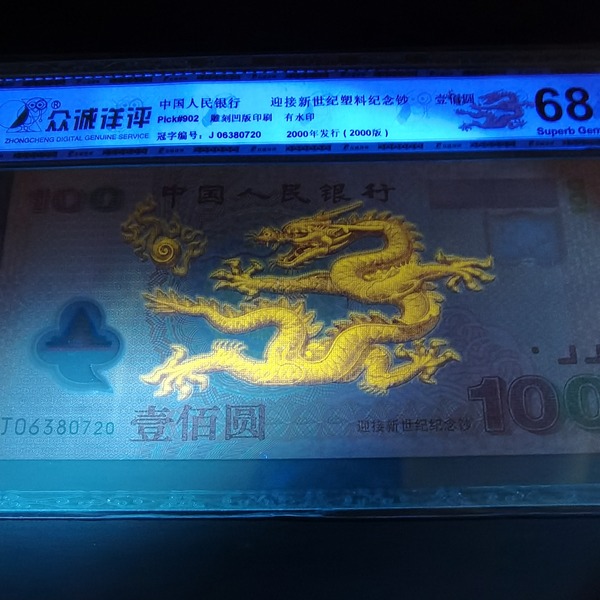 众诚评评®
ZHONGCHENG DIGITAL GENUINE SERVICE
中国人民银行 迎接新世纪塑料纪念钞 壹佰圆
Pick#902 雕刻凹版印刷 有水印
冠字编号：J 06380720 2000年发行（2000版）
68
Superb Gem
100 中国人民银行
J06380720 壹佰圆 迎接新世纪纪念钞 100